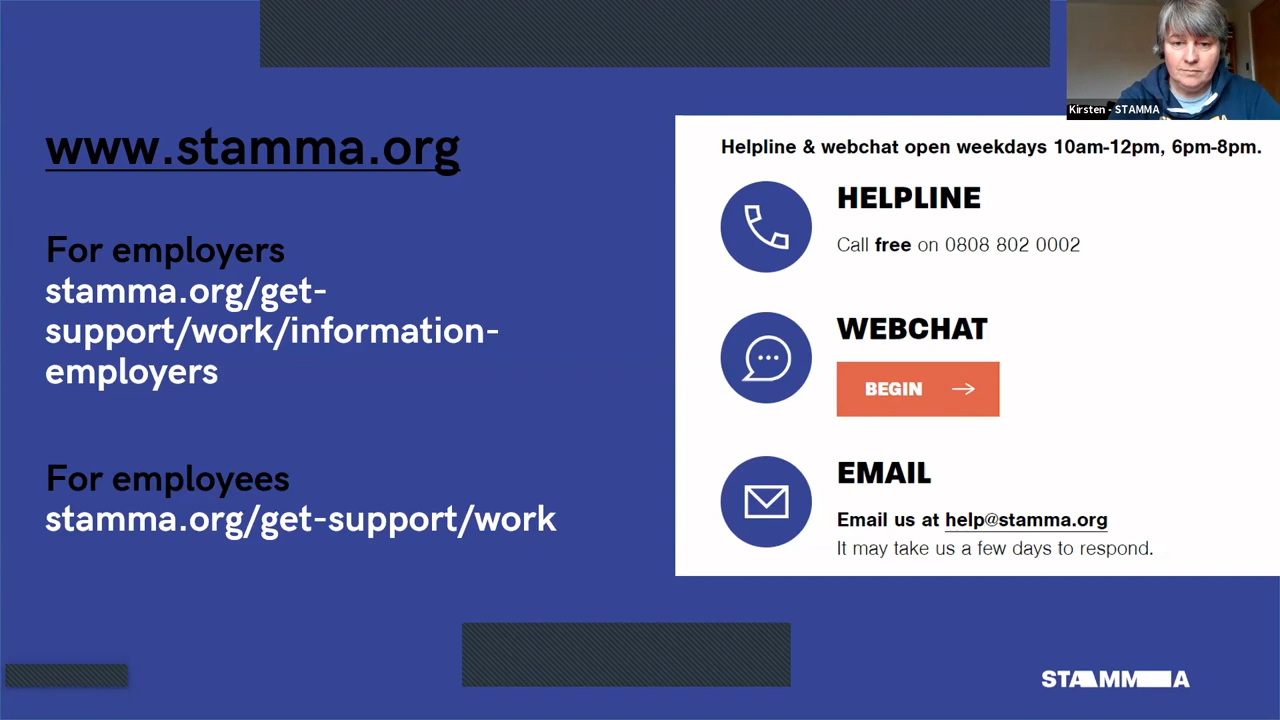 Kirsten - STAMMA
www.stamma.org
For employers
stamma.org/get-
support/work/information-
employers
For employees
stamma.org/get-support/work
Helpline & webchat open weekdays 10am-12pm, 6pm-8pm.
HELPLINE
Call free on 0808 802 0002
WEBCHAT
BEGIN
EMAIL
Email us at help@stamma.org
It may take us a few days to respond.
STAMMA